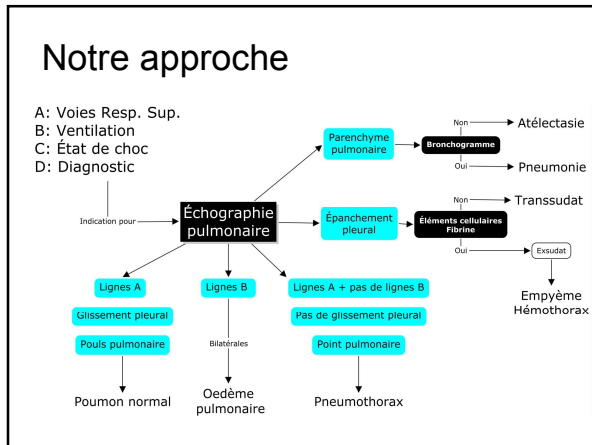 Notre approche
A: Voies Resp. Sup.
B: Ventilation
C: État de choc
D: Diagnostic
Indication pour
Échographie
pulmonaire
Parenchyme
pulmonaire
Bronchogramme
Non
Atélectasie
Oui
Pneumonie
Épanchement
pleural
Éléments cellulaires
Fibrine
Non
Transsudat
Oui
Exsudat
Empyème
Hémothorax
Lignes A
Glissement pleural
Pouls pulmonaire
Poumon normal
Lignes B
Bilatérales
Oedème
pulmonaire
Lignes A + pas de lignes B
Pas de glissement pleural
Point pulmonaire
Pneumothorax